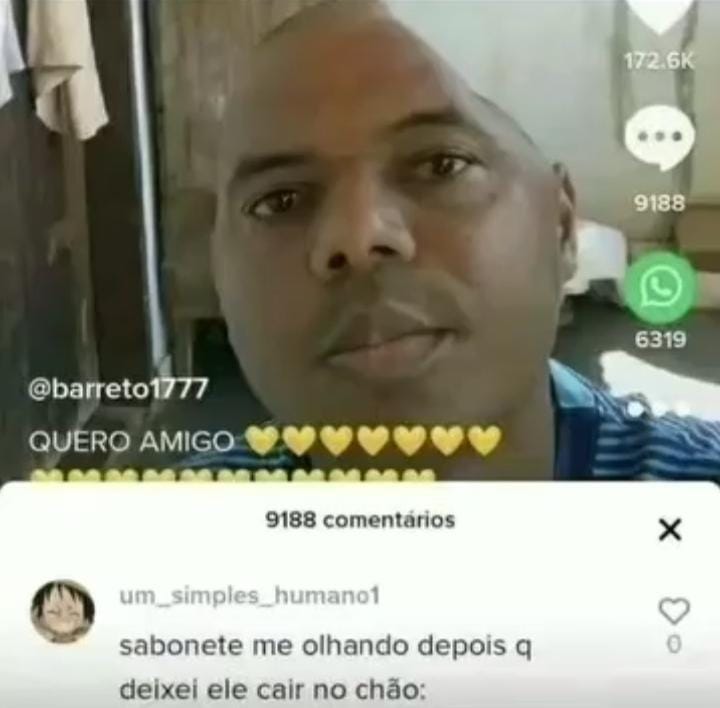 172.6K
9188
6319
@barreto1777
QUERO AMIGO 💛💛💛💛💛💛💛
💛💛💛💛💛💛💛💛💛💛💛
9188 comentários
um_simples_humano1
sabonete me olhando depois q
deixei ele cair no chão:
0